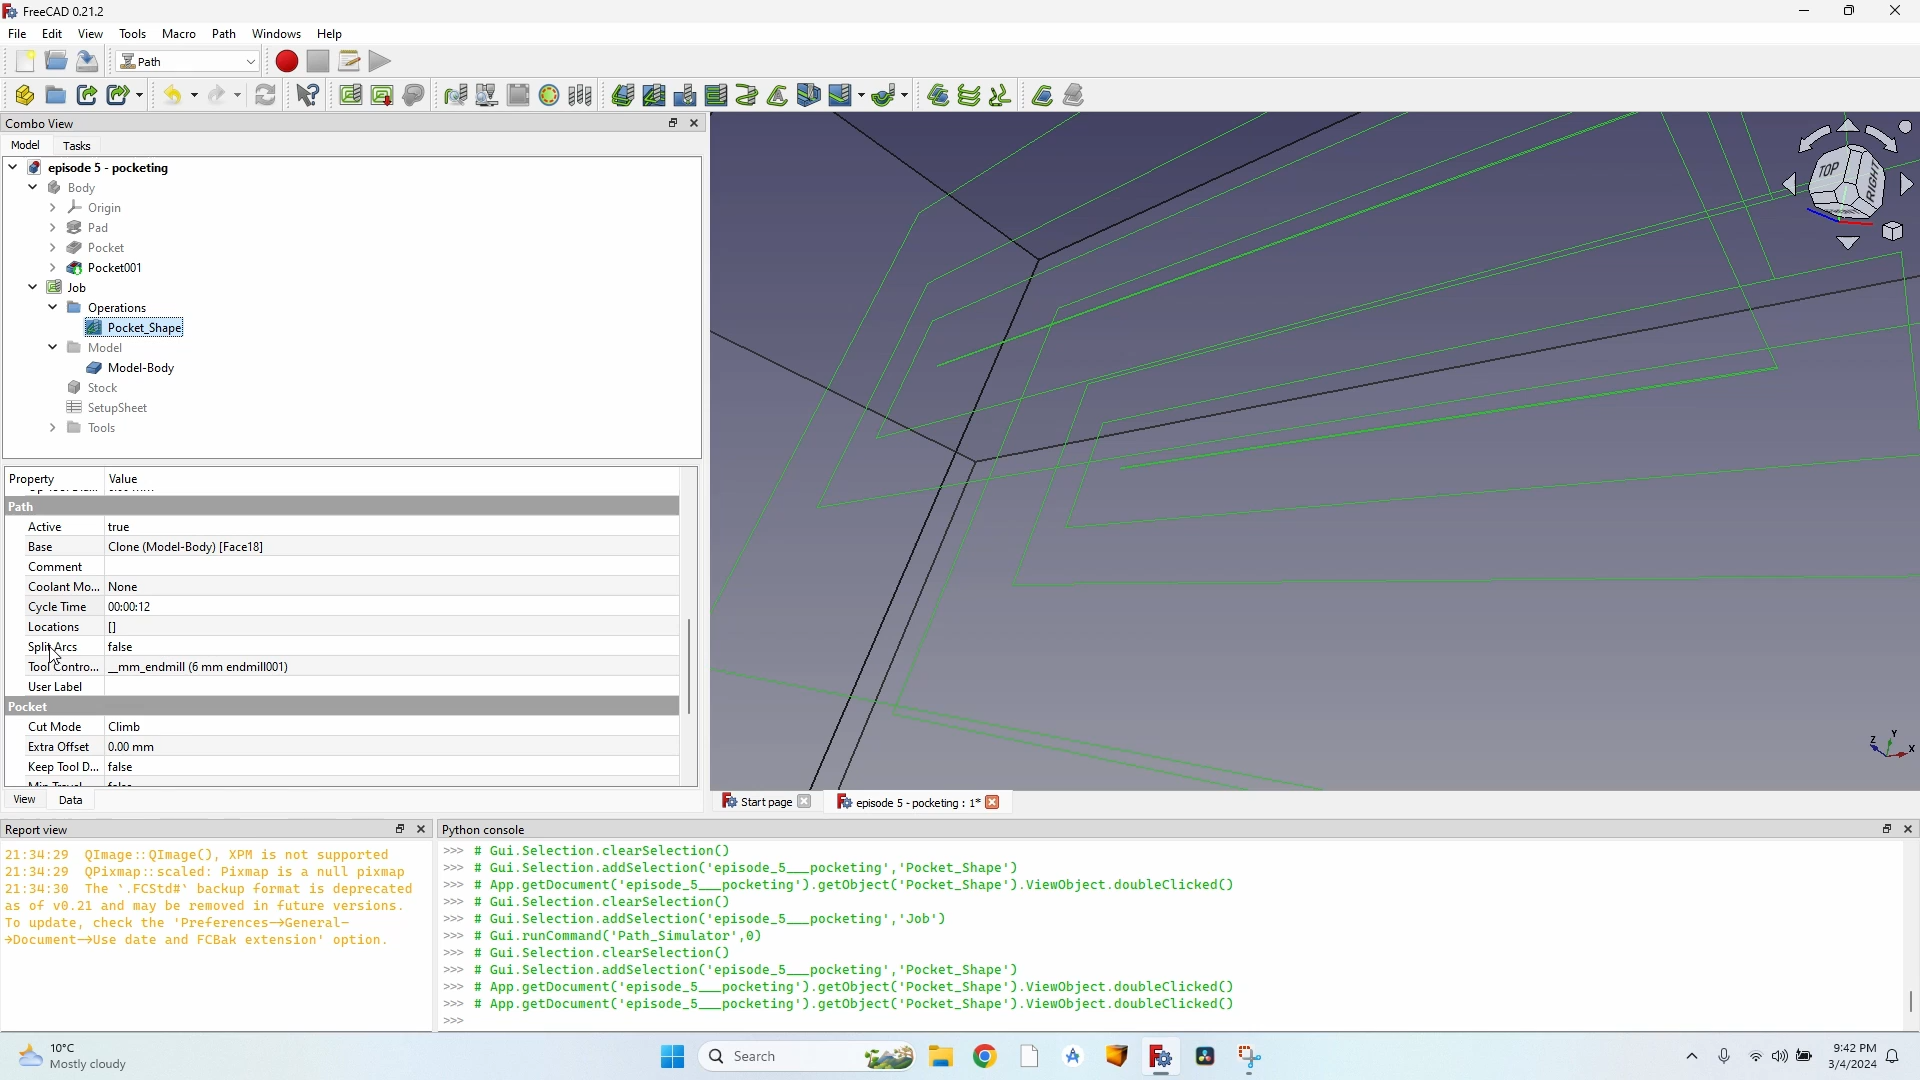 FreeCAD 0.21.2
File Edit View Tools Macro Path Windows Help
Path
Combo View
Model Tasks
episode 5 - pocketing
Body
Origin
Pad
Pocket
Pocket001
Job
Operations
Pocket_Shape
Model
Model-Body
Stock
SetupSheet
Tools
TOP
RIGHT
Property Value
Path
Active true
Base Clone (Model-Body) [Face18]
Comment
Coolant Mo... None
Cycle Time 00:00:12
Locations []
Split Arcs false
Tool Contro... __mm_endmill (6 mm endmill001)
User Label
Pocket
Cut Mode Climb
Extra Offset 0.00 mm
Keep Tool D... false
View Data
Z Y X
Start page
episode 5 - pocketing : 1*
Report view
21:34:29 QImage::QImage(), XPM is not supported
21:34:29 QPixmap::scaled: Pixmap is a null pixmap
21:34:30 The `.FCStd#` backup format is deprecated
as of v0.21 and may be removed in future versions.
To update, check the 'Preferences→General-
→Document→Use date and FCBak extension' option.
Python console
>>> # Gui.Selection.clearSelection()
>>> # Gui.Selection.addSelection('episode_5___pocketing','Pocket_Shape')
>>> # App.getDocument('episode_5___pocketing').getObject('Pocket_Shape').ViewObject.doubleClicked()
>>> # Gui.Selection.clearSelection()
>>> # Gui.Selection.addSelection('episode_5___pocketing','Job')
>>> # Gui.runCommand('Path_Simulator',0)
>>> # Gui.Selection.clearSelection()
>>> # Gui.Selection.addSelection('episode_5___pocketing','Pocket_Shape')
>>> # App.getDocument('episode_5___pocketing').getObject('Pocket_Shape').ViewObject.doubleClicked()
>>> # App.getDocument('episode_5___pocketing').getObject('Pocket_Shape').ViewObject.doubleClicked()
>>>
10°C
Mostly cloudy
Search
9:42 PM
3/4/2024